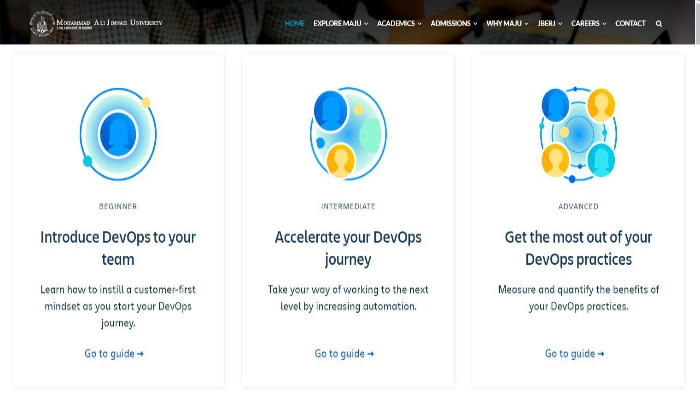 Mohammad Ali Jinnah University
HOME EXPLORE MAJU ACADEMICS ADMISSIONS WHY MAJU JBERJ CAREERS CONTACT
BEGINNER
Introduce DevOps to your
team
Learn how to instill a customer-first
mindset as you start your DevOps
journey.
Go to guide →
INTERMEDIATE
Accelerate your DevOps
journey
Take your way of working to the next
level by increasing automation.
Go to guide →
ADVANCED
Get the most out of your
DevOps practices
Measure and quantify the benefits of
your DevOps practices.
Go to guide →